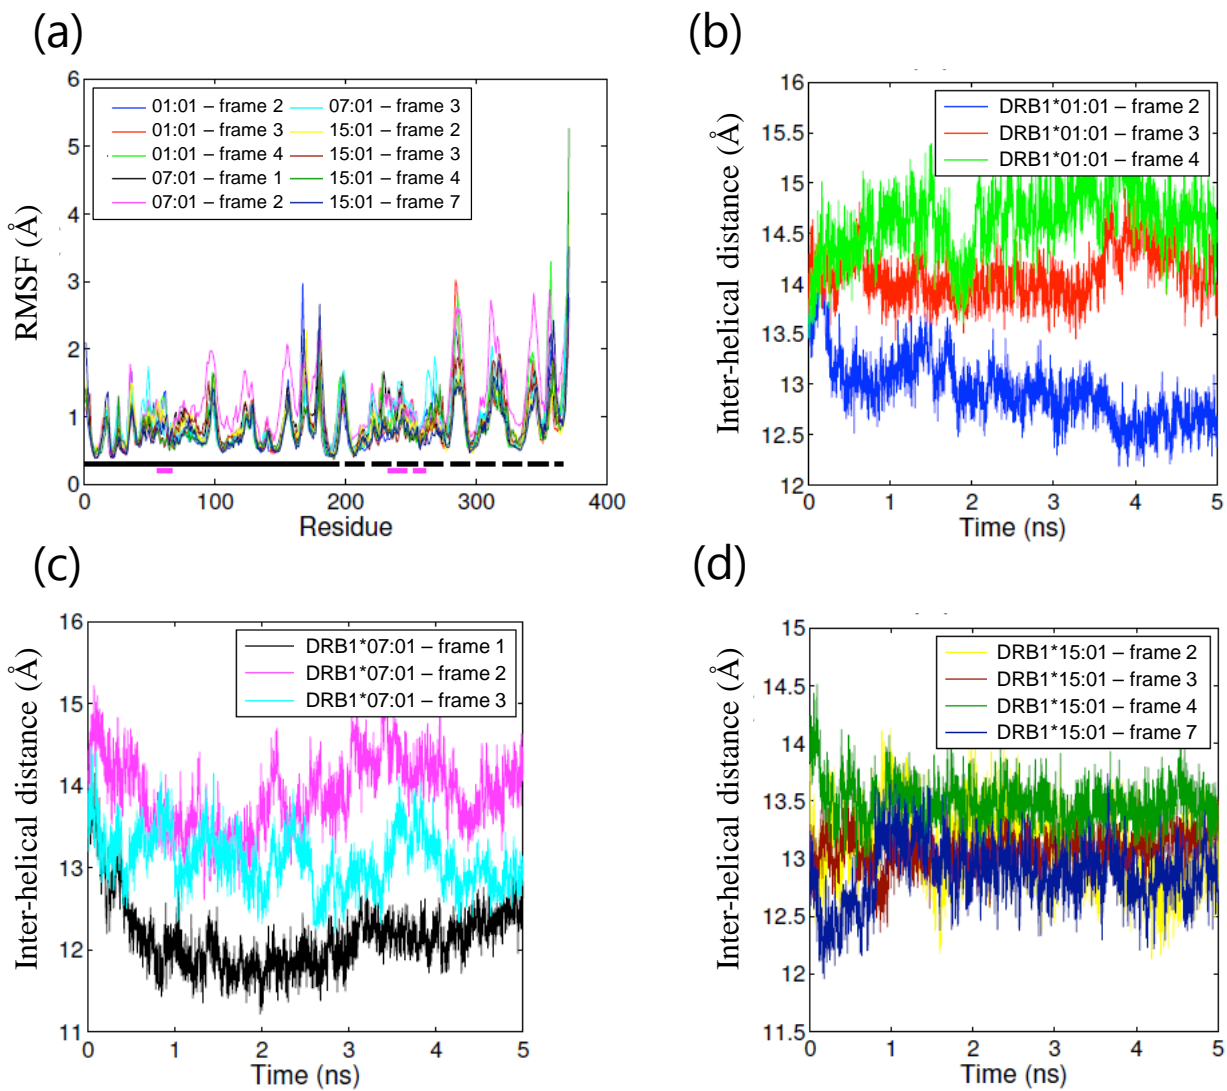 (a)
RMSF (Å)
6
5
4
3
2
1
0
01:01 – frame 2
01:01 – frame 3
01:01 – frame 4
07:01 – frame 1
07:01 – frame 2
07:01 – frame 3
15:01 – frame 2
15:01 – frame 3
15:01 – frame 4
15:01 – frame 7
0 100 200 300 400
Residue
(b)
Inter-helical distance (Å)
16
15
14.5
14
13.5
13
12.5
12
DRB1*01:01 – frame 2
DRB1*01:01 – frame 3
DRB1*01:01 – frame 4
0 1 2 3 4 5
Time (ns)
(c)
Inter-helical distance (Å)
16
15
14
13
12
11
DRB1*07:01 – frame 1
DRB1*07:01 – frame 2
DRB1*07:01 – frame 3
0 1 2 3 4 5
Time (ns)
(d)
Inter-helical distance (Å)
15
14.5
14
13.5
13
12.5
12
11.5
DRB1*15:01 – frame 2
DRB1*15:01 – frame 3
DRB1*15:01 – frame 4
DRB1*15:01 – frame 7
0 1 2 3 4 5
Time (ns)